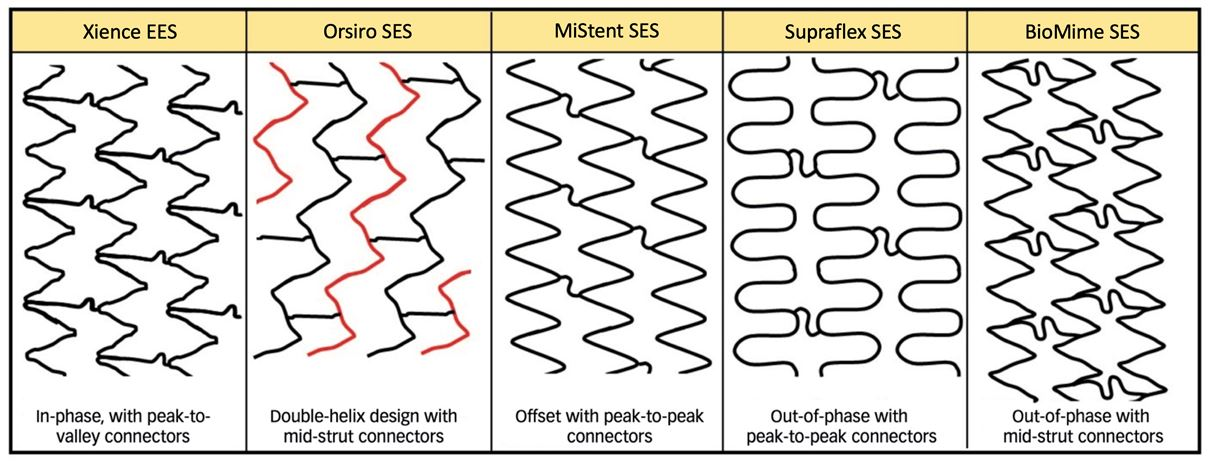 Xience EES
Orsiro SES
MiStent SES
Supraflex SES
BioMime SES
In-phase, with peak-to-
valley connectors
Double-helix design with
mid-strut connectors
Offset with peak-to-peak
connectors
Out-of-phase with
peak-to-peak connectors
Out-of-phase with
mid-strut connectors